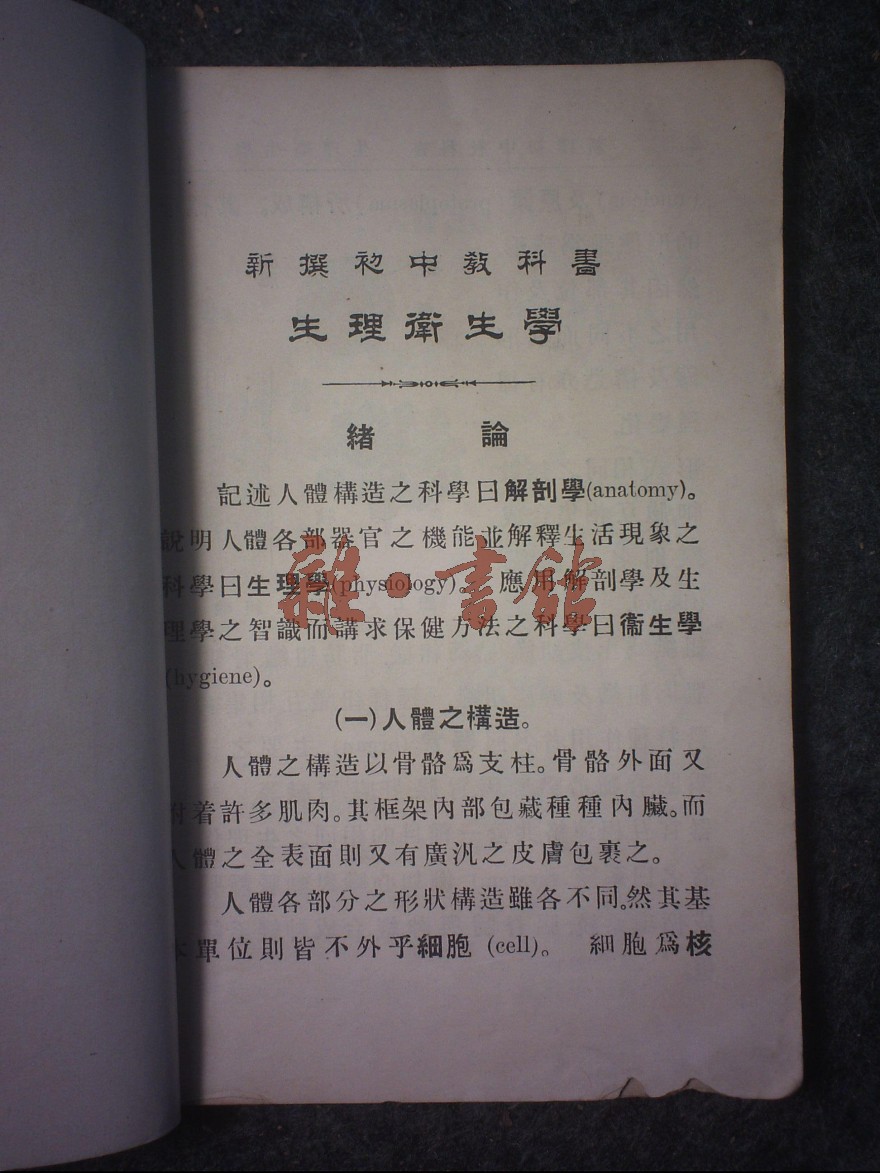 新撰初中教科書
生理衛生學
緒論
記述人體構造之科學曰解剖學(anatomy)。
說明人體各部器官之機能並解釋生活現象之
科學曰生理學(physiology)。應用解剖學及生
理學之智識而講求保健方法之科學曰衞生學
(hygiene)。
(一)人體之構造。
人體之構造以骨骼爲支柱。骨骼外面又
附着許多肌肉。其框架內部包藏種種內臟。而
人體之全表面則又有廣汎之皮膚包裹之。
人體各部分之形狀構造雖各不同。然其基
本單位則皆不外乎細胞 (cell)。 細胞爲核
雜·書館